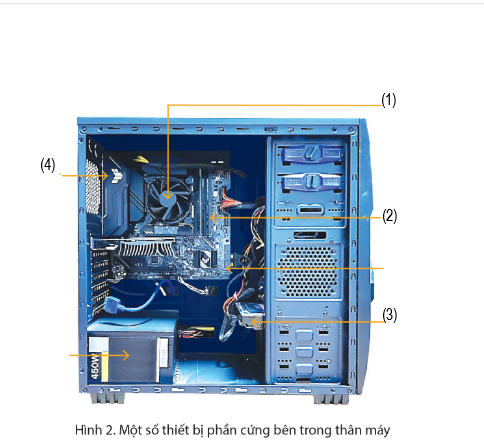 (1)
(4)
(2)
(3)
450W
Hình 2. Một số thiết bị phần cứng bên trong thân máy